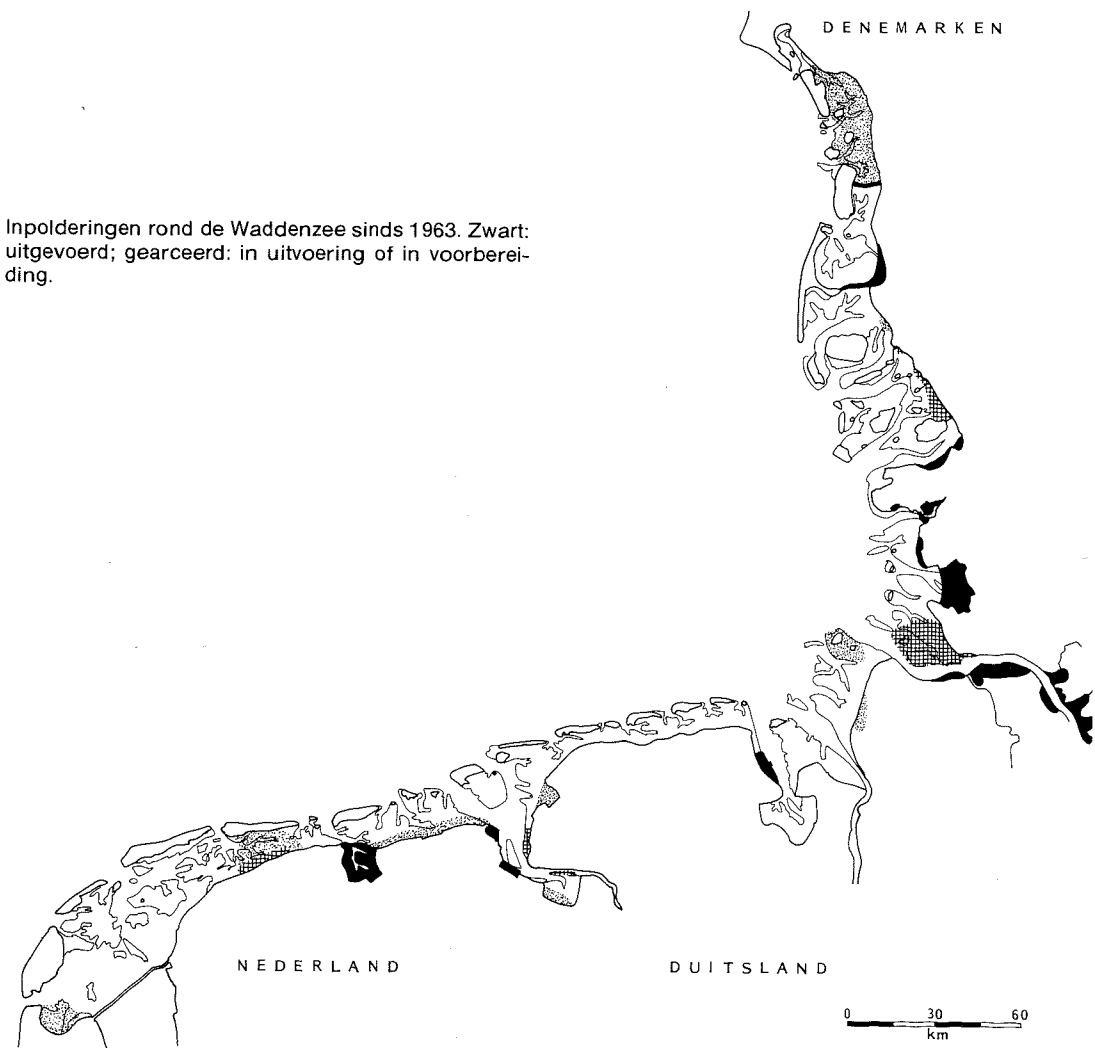 DENEMARKEN
Inpolderingen rond de Waddenzee sinds 1963. Zwart:
uitgevoerd; gearceerd: in uitvoering of in voorberei-
ding.
NEDERLAND
DUITSLAND
0 30 60
km